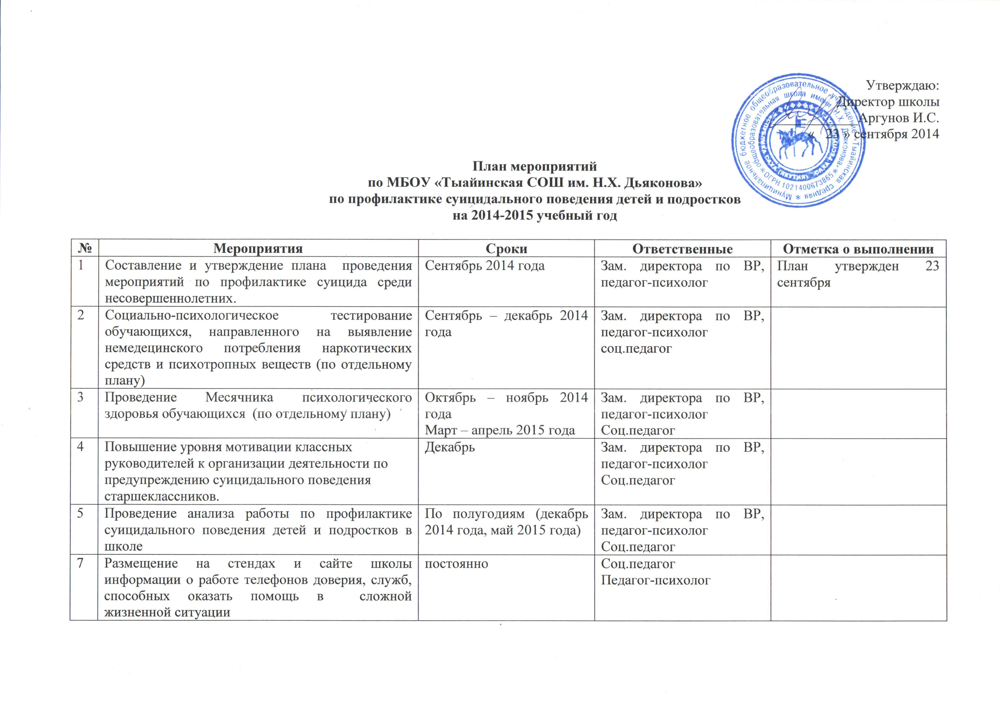 Утверждаю:
Директор школы
Аргунов И.С.
« 23 » сентября 2014
Муниципальное бюджетное общеобразовательное учреждение «Тыайинская средняя
общеобразовательная школа имени Н.Х. Дьяконова»
ОГРН 1021400673865
План мероприятий
по МБОУ «Тыайинская СОШ им. Н.Х. Дьяконова»
по профилактике суицидального поведения детей и подростков
на 2014-2015 учебный год
№ Мероприятия Сроки Ответственные Отметка о выполнении
1 Составление и утверждение плана проведения Сентябрь 2014 года Зам. директора по ВР, План утвержден 23
мероприятий по профилактике суицида среди педагог-психолог сентября
несовершеннолетних.
2 Социально-психологическое тестирование Сентябрь – декабрь 2014 Зам. директора по ВР,
обучающихся, направленного на выявление года педагог-психолог
немедецинского потребления наркотических соц.педагог
средств и психотропных веществ (по отдельному
плану)
3 Проведение Месячника психологического Октябрь – ноябрь 2014 Зам. директора по ВР,
здоровья обучающихся (по отдельному плану) года педагог-психолог
Март – апрель 2015 года Соц.педагог
4 Повышение уровня мотивации классных Декабрь Зам. директора по ВР,
руководителей к организации деятельности по педагог-психолог
предупреждению суицидального поведения Соц.педагог
старшеклассников.
5 Проведение анализа работы по профилактике По полугодиям (декабрь Зам. директора по ВР,
суицидального поведения детей и подростков в 2014 года, май 2015 года) педагог-психолог
школе Соц.педагог
7 Размещение на стендах и сайте школы постоянно Соц.педагог
информации о работе телефонов доверия, служб, Педагог-психолог
способных оказать помощь в сложной
жизненной ситуации